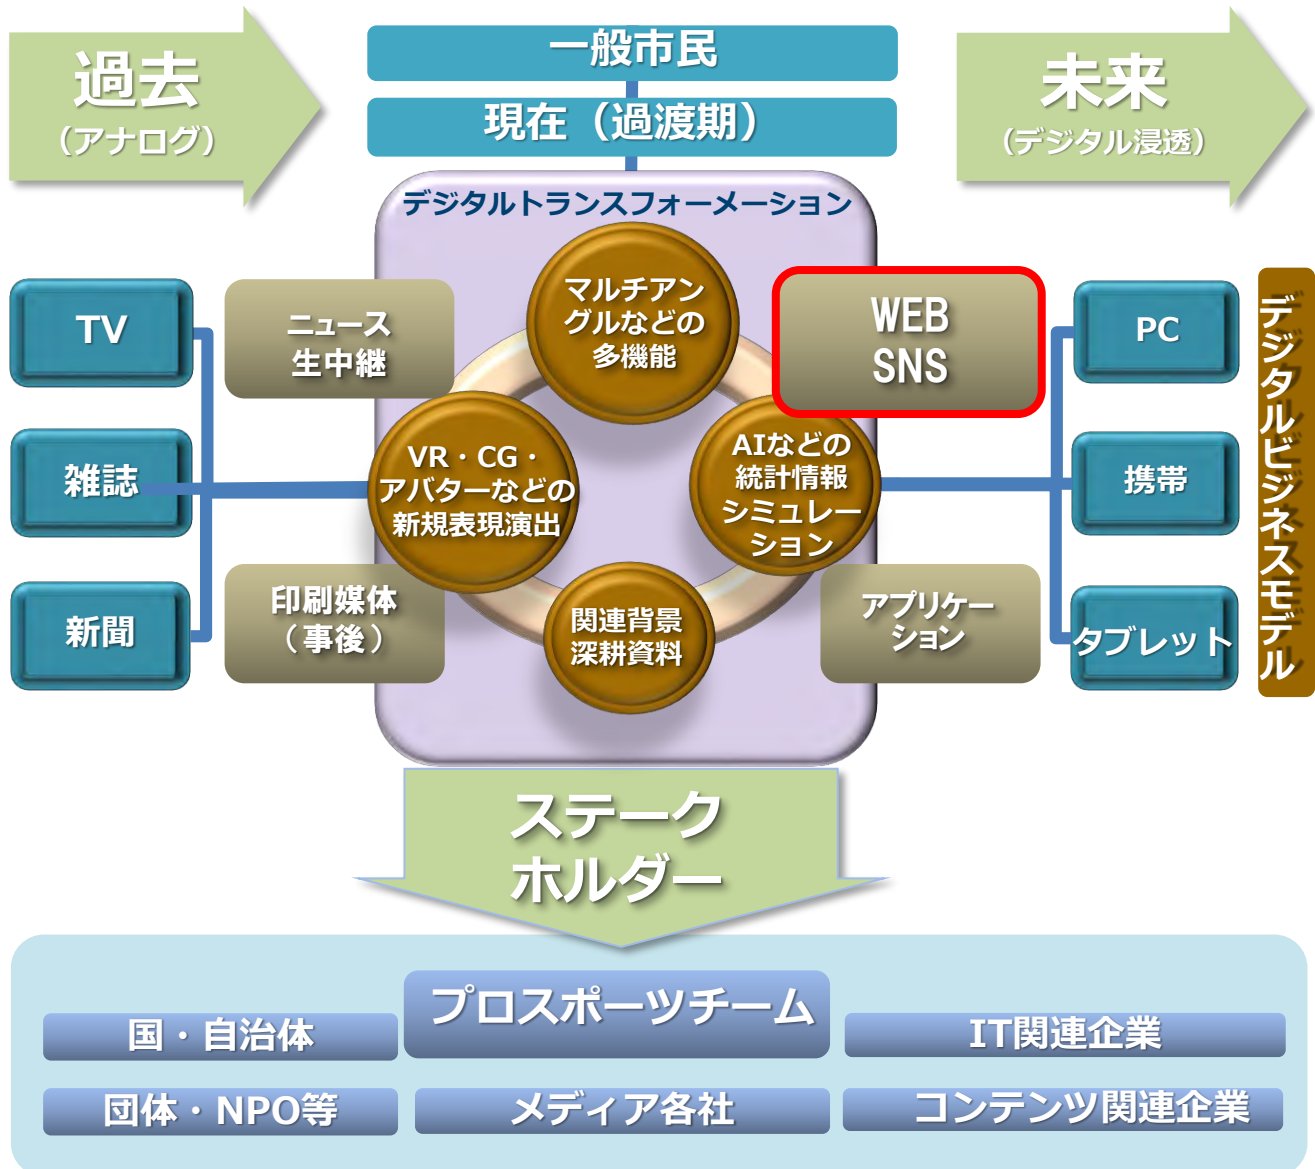 過去
（アナログ）
一般市民
現在（過渡期）
未来
（デジタル浸透）
デジタルトランスフォーメーション
TV
雑誌
新聞
ニュース
生中継
印刷媒体
（事後）
マルチアン
グルなどの
多機能
VR・CG・
アバターなどの
新規表現演出
AIなどの
統計情報
シミュレー
ション
関連背景
深耕資料
WEB
SNS
アプリケー
ション
PC
携帯
タブレット
デジタルビジネスモデル
ステーク
ホルダー
国・自治体
プロスポーツチーム
IT関連企業
団体・NPO等
メディア各社
コンテンツ関連企業